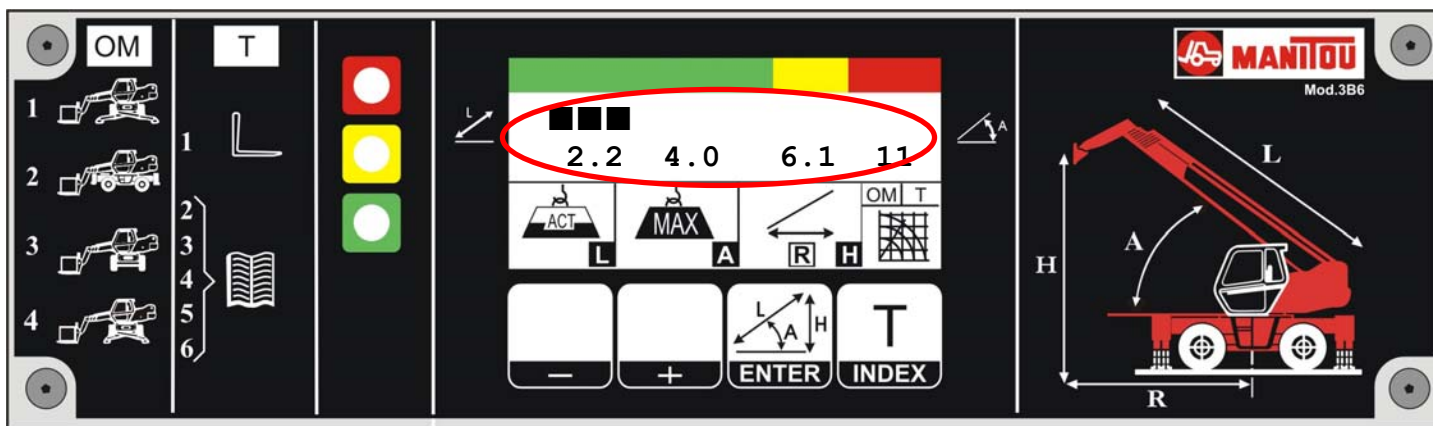 OM
1
2
3
4
T
1
2
3
4
5
6
L
2.2 4.0 6.1 11
A
ACT
L
MAX
A
R
H
OM T
−
+
L
A
H
ENTER
T
INDEX
MANITOU
Mod.3B6
L
A
H
R